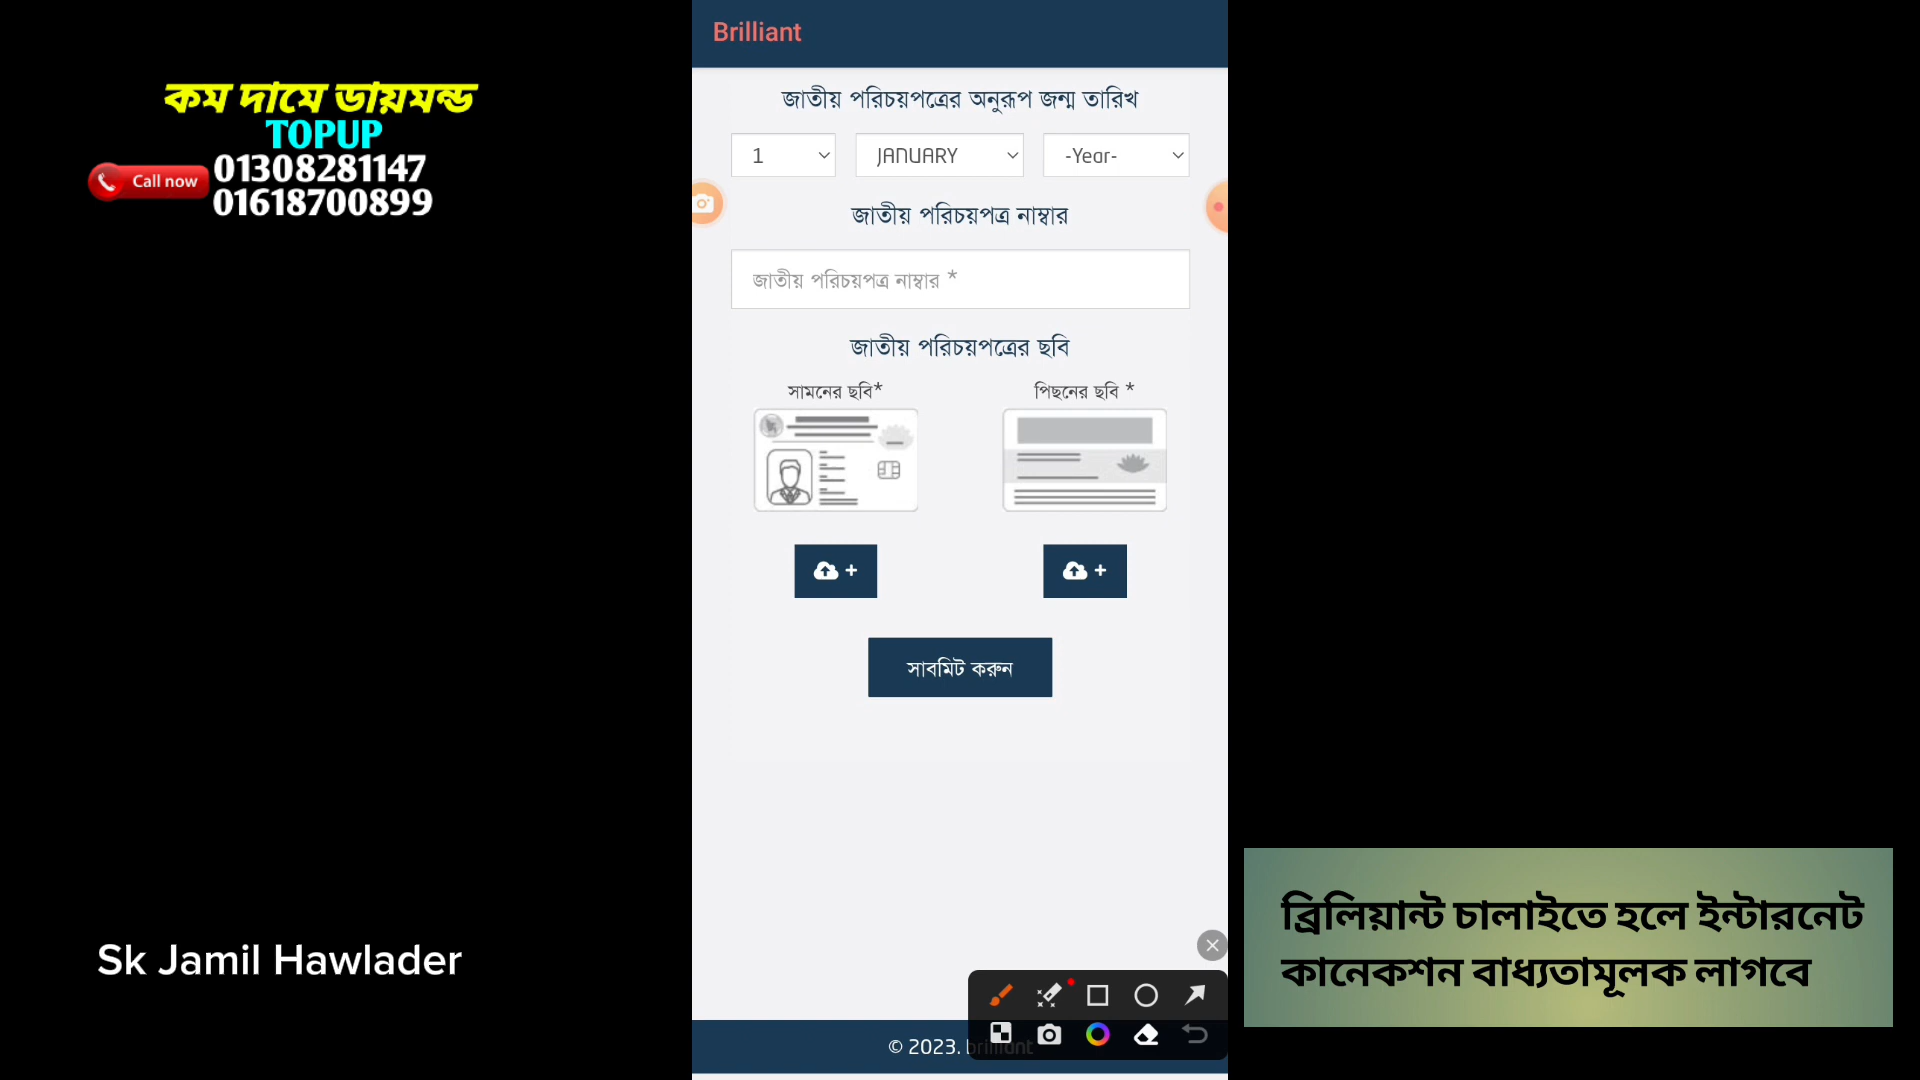 কম দামে ডায়মন্ড
TOPUP
Call now
01308281147
01618700899
Brilliant
জাতীয় পরিচয়পত্রের অনুরূপ জন্ম তারিখ
1 JANUARY -Year-
জাতীয় পরিচয়পত্র নাম্বার
জাতীয় পরিচয়পত্র নাম্বার *
জাতীয় পরিচয়পত্রের ছবি
সামনের ছবি* পিছনের ছবি *
+ +
সাবমিট করুন
Sk Jamil Hawlader
ব্রিলিয়ান্ট চালাইতে হলে ইন্টারনেট
কানেকশন বাধ্যতামূলক লাগবে
© 2023. brilliant